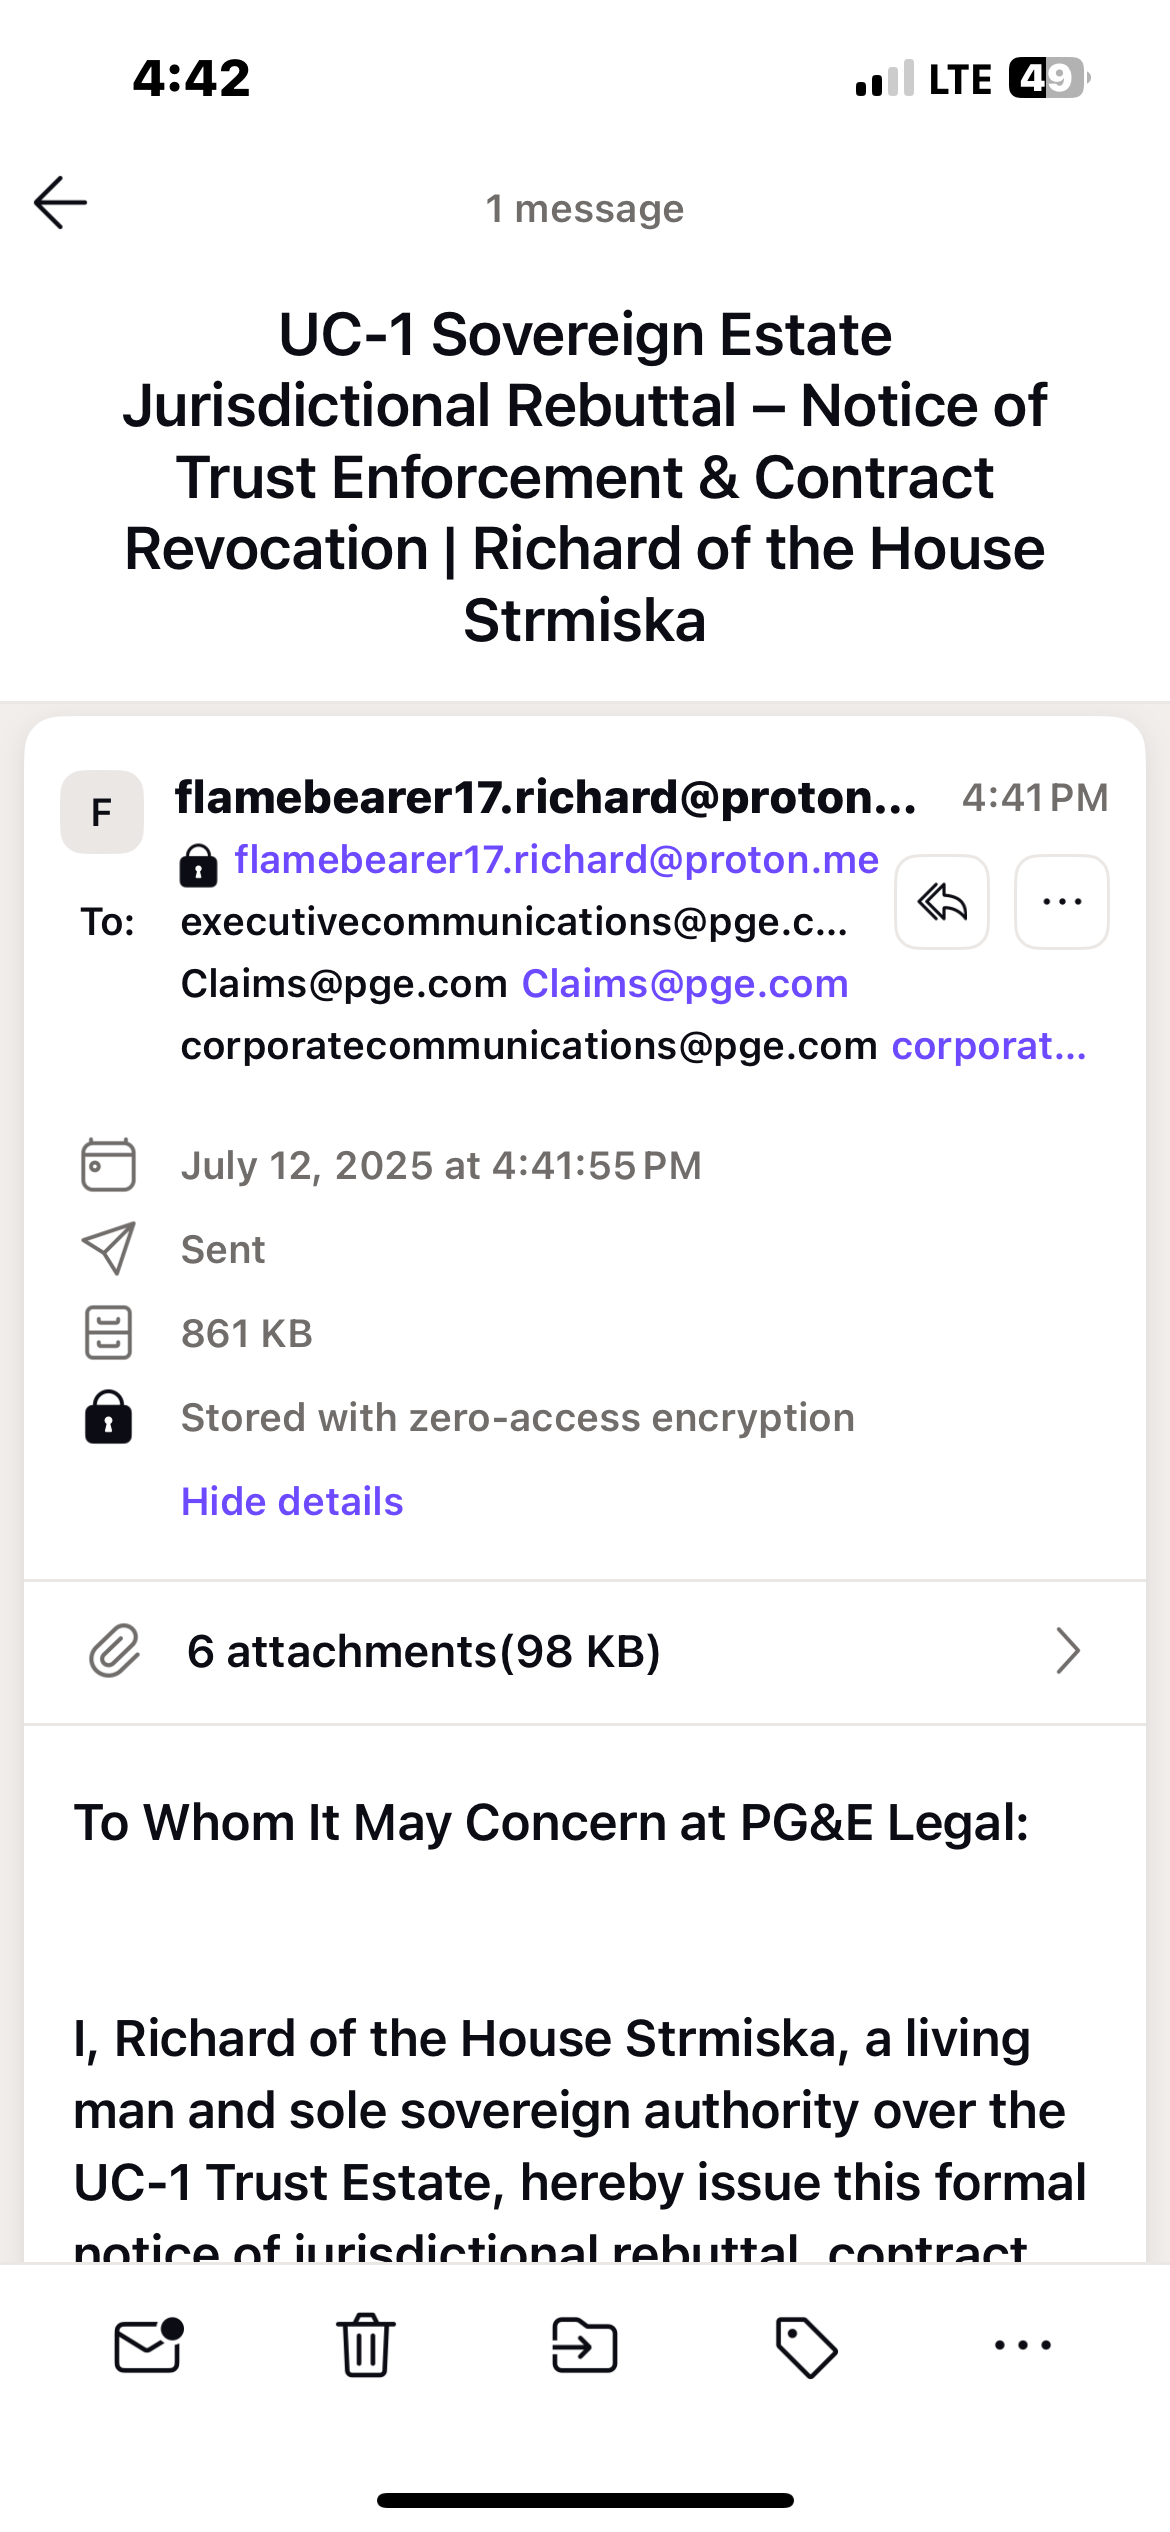 4:42
LTE 49
1 message
UC-1 Sovereign Estate
Jurisdictional Rebuttal – Notice of
Trust Enforcement & Contract
Revocation | Richard of the House
Strmiska
F
flamebearer17.richard@proton... 4:41 PM
flamebearer17.richard@proton.me
To: executivecommunications@pge.c...
Claims@pge.com Claims@pge.com
corporatecommunications@pge.com corporat...
July 12, 2025 at 4:41:55 PM
Sent
861 KB
Stored with zero-access encryption
Hide details
6 attachments(98 KB)
To Whom It May Concern at PG&E Legal:
I, Richard of the House Strmiska, a living
man and sole sovereign authority over the
UC-1 Trust Estate, hereby issue this formal
notice of jurisdictional rebuttal, contract